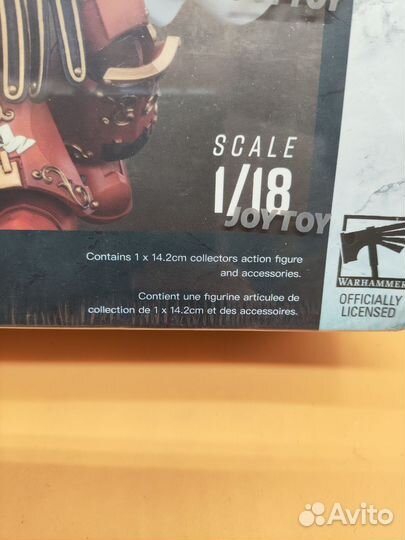 JOYTOY
SCALE
1/18
JOYTOY
Contains 1 x 14.2cm collectors action figure
and accessories.
Contient une figurine articulee de
collection de 1 x 14.2cm et des accessoires.
WARHAMMER
OFFICIALLY
LICENSED
Avito